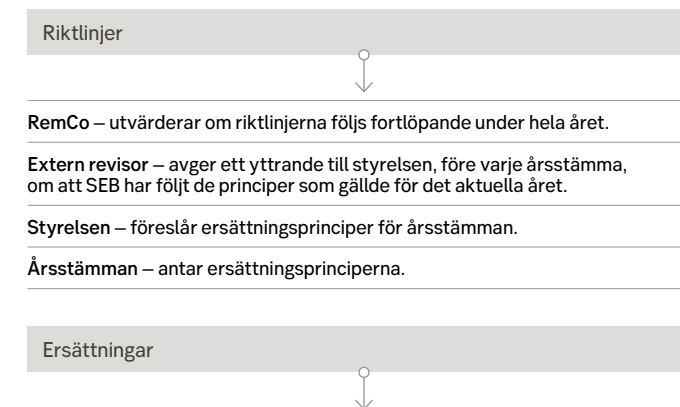 Riktlinjer
RemCo – utvärderar om riktlinjerna följs fortlöpande under hela året.
Extern revisor – avger ett yttrande till styrelsen, före varje årsstämma,
om att SEB har följt de principer som gällde för det aktuella året.
Styrelsen – föreslår ersättningsprinciper för årsstämman.
Årsstämman – antar ersättningsprinciperna.
Ersättningar